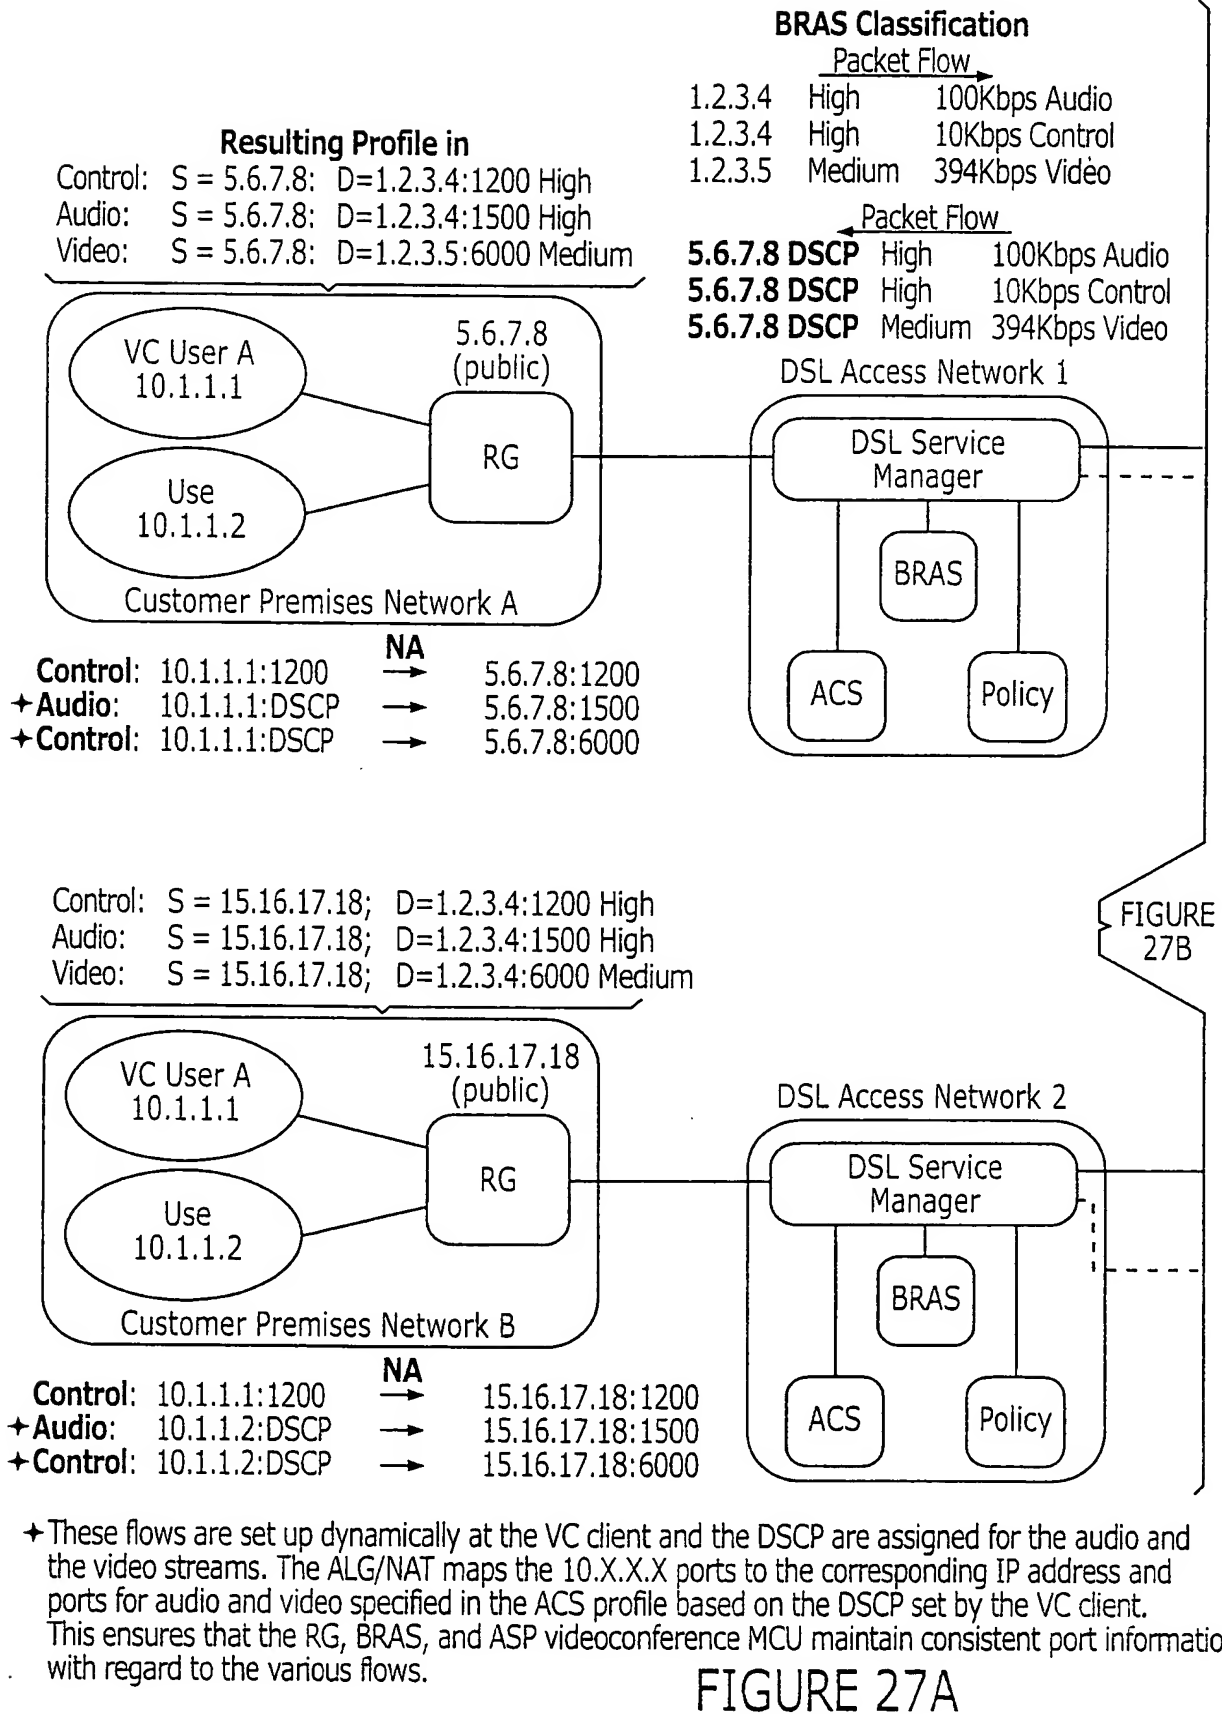 BRAS Classification
Packet Flow
1.2.3.4 High 100Kbps Audio
1.2.3.4 High 10Kbps Control
1.2.3.5 Medium 394Kbps Video
Packet Flow
5.6.7.8 DSCP High 100Kbps Audio
5.6.7.8 DSCP High 10Kbps Control
5.6.7.8 DSCP Medium 394Kbps Video
Resulting Profile in
Control: S = 5.6.7.8: D=1.2.3.4:1200 High
Audio: S = 5.6.7.8: D=1.2.3.4:1500 High
Video: S = 5.6.7.8: D=1.2.3.5:6000 Medium
VC User A
10.1.1.1
Use
10.1.1.2
5.6.7.8
(public)
RG
Customer Premises Network A
DSL Access Network 1
DSL Service
Manager
BRAS
ACS
Policy
NA
Control: 10.1.1.1:1200 → 5.6.7.8:1200
+Audio: 10.1.1.1:DSCP → 5.6.7.8:1500
+Control: 10.1.1.1:DSCP → 5.6.7.8:6000
FIGURE
27B
Control: S = 15.16.17.18; D=1.2.3.4:1200 High
Audio: S = 15.16.17.18; D=1.2.3.4:1500 High
Video: S = 15.16.17.18; D=1.2.3.4:6000 Medium
VC User A
10.1.1.1
Use
10.1.1.2
15.16.17.18
(public)
RG
Customer Premises Network B
DSL Access Network 2
DSL Service
Manager
BRAS
ACS
Policy
NA
Control: 10.1.1.1:1200 → 15.16.17.18:1200
+Audio: 10.1.1.2:DSCP → 15.16.17.18:1500
+Control: 10.1.1.2:DSCP → 15.16.17.18:6000
+These flows are set up dynamically at the VC client and the DSCP are assigned for the audio and
the video streams. The ALG/NAT maps the 10.X.X.X ports to the corresponding IP address and
ports for audio and video specified in the ACS profile based on the DSCP set by the VC client.
This ensures that the RG, BRAS, and ASP videoconference MCU maintain consistent port informatio
with regard to the various flows.
FIGURE 27A